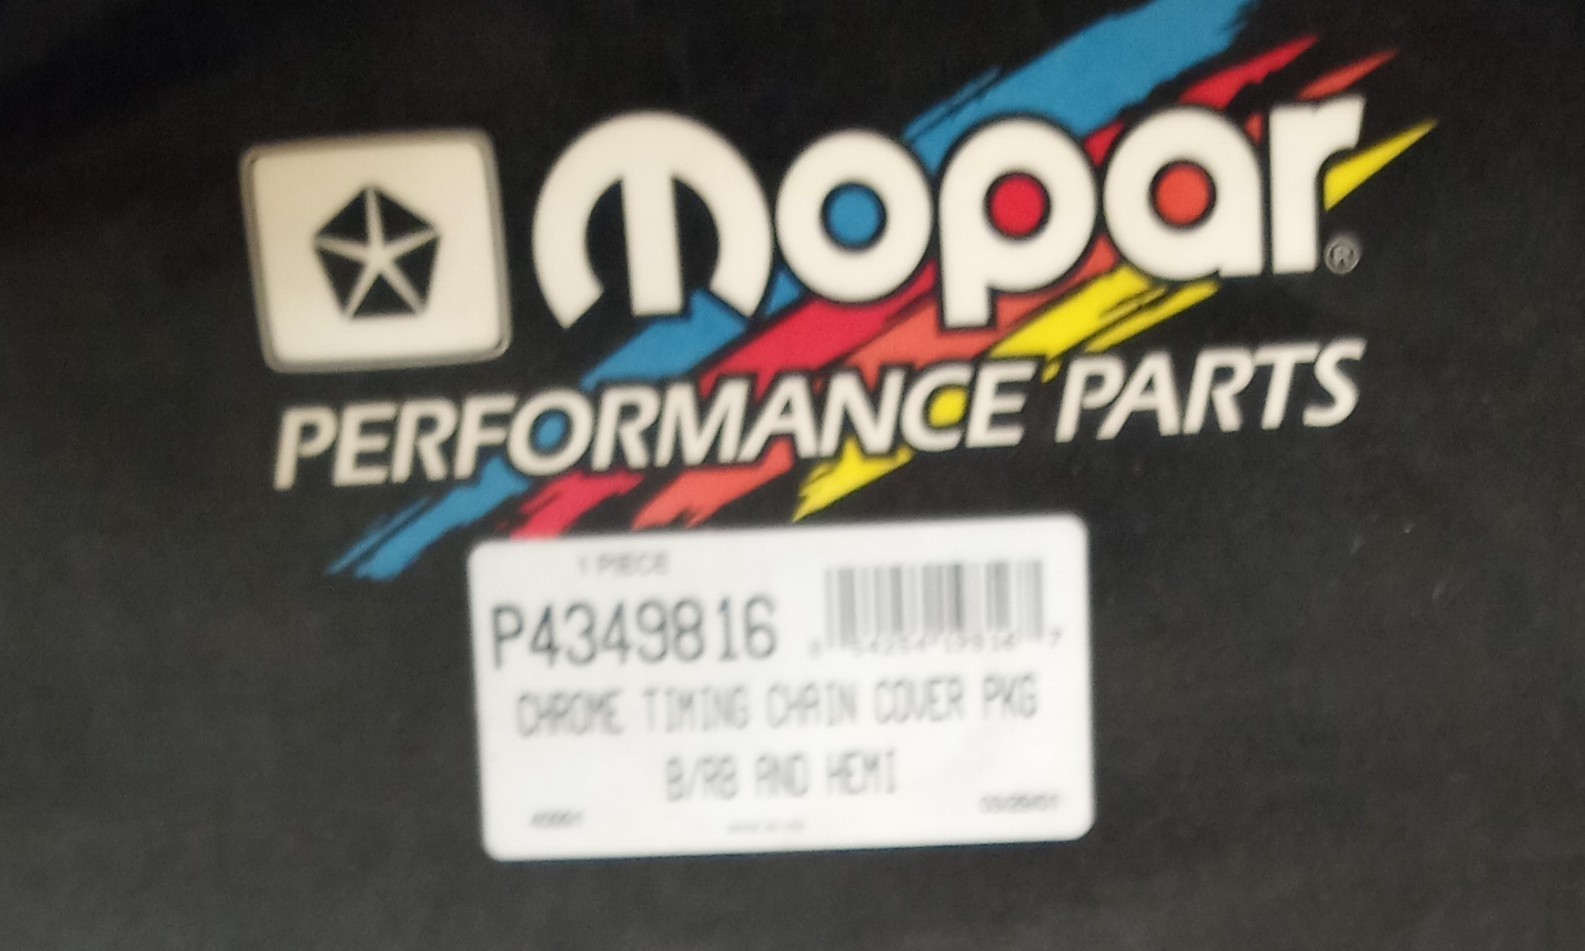 mopar®
PERFORMANCE PARTS
1 PIECE
P4349816
CHROME TIMING CHAIN COVER PKG
B/RB AND HEMI